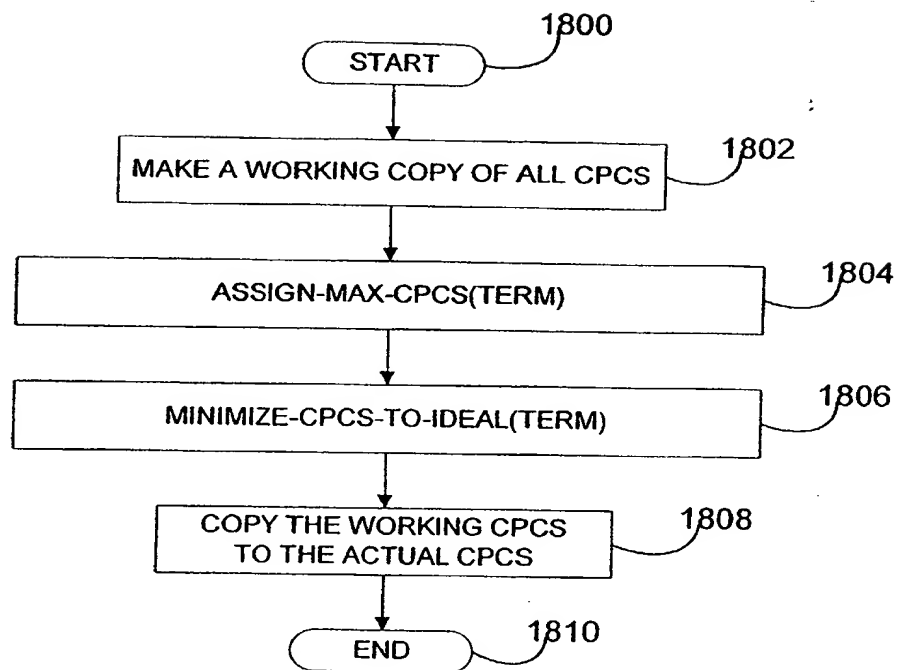 1800
START
1802
MAKE A WORKING COPY OF ALL CPCS
1804
ASSIGN-MAX-CPCS(TERM)
1806
MINIMIZE-CPCS-TO-IDEAL(TERM)
1808
COPY THE WORKING CPCS
TO THE ACTUAL CPCS
1810
END